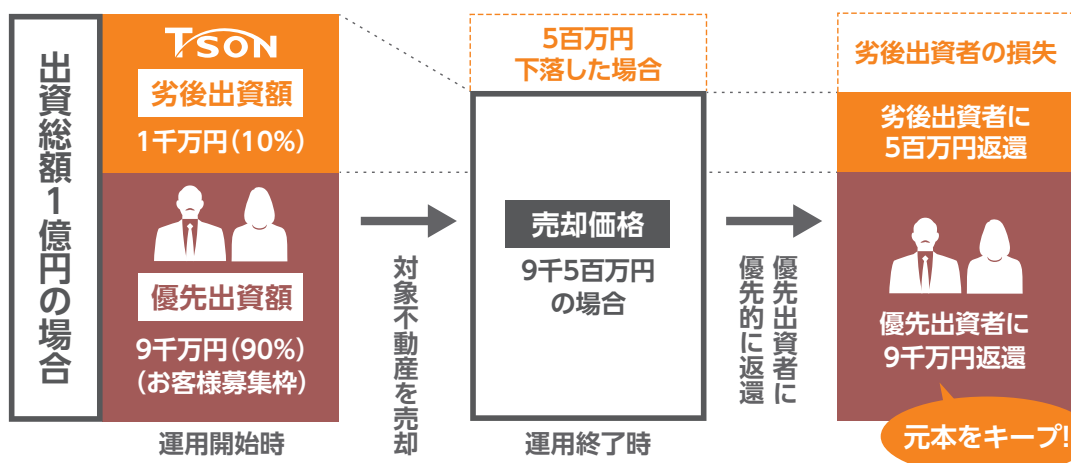 出資総額1億円の場合
TSON
劣後出資額
1千万円(10%)
優先出資額
9千万円(90%)
(お客様募集枠)
運用開始時
対象不動産を売却
5百万円
下落した場合
売却価格
9千5百万円
の場合
運用終了時
優先出資者に
優先的に返還
劣後出資者の損失
劣後出資者に
5百万円返還
優先出資者に
9千万円返還
元本をキープ!